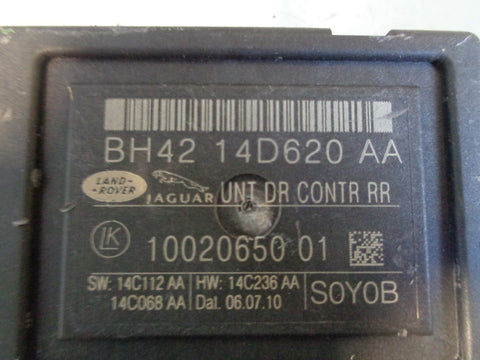 BH42 14D620 AA
LAND-
-ROVER
JAGUAR UNT DR CONTR RR
LK 10020650 01
SW: 14C112 AA HW: 14C236 AA
14C068 AA Dat. 06.07.10
S0Y0B